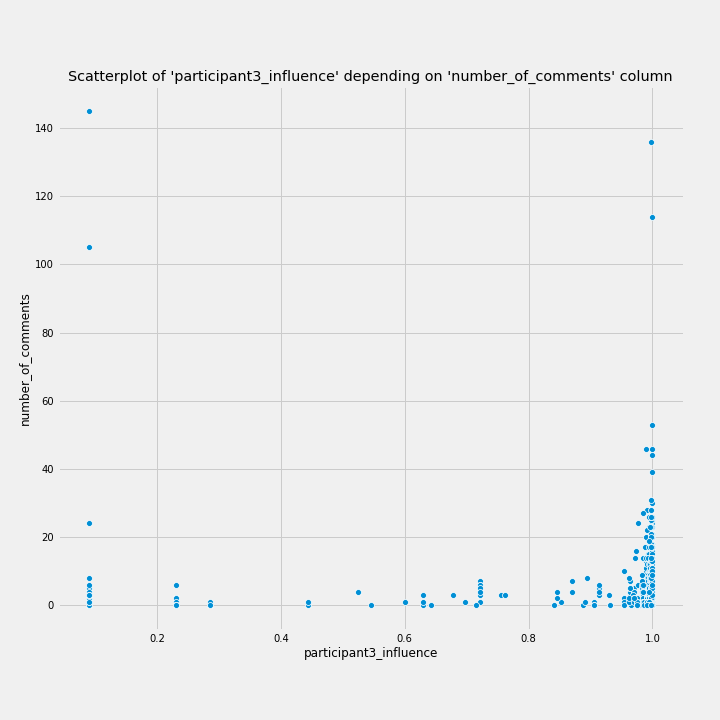 Scatterplot of 'participant3_influence' depending on 'number_of_comments' column
140
120
100
80
60
40
20
0
number_of_comments
0.2 0.4 0.6 0.8 1.0
participant3_influence